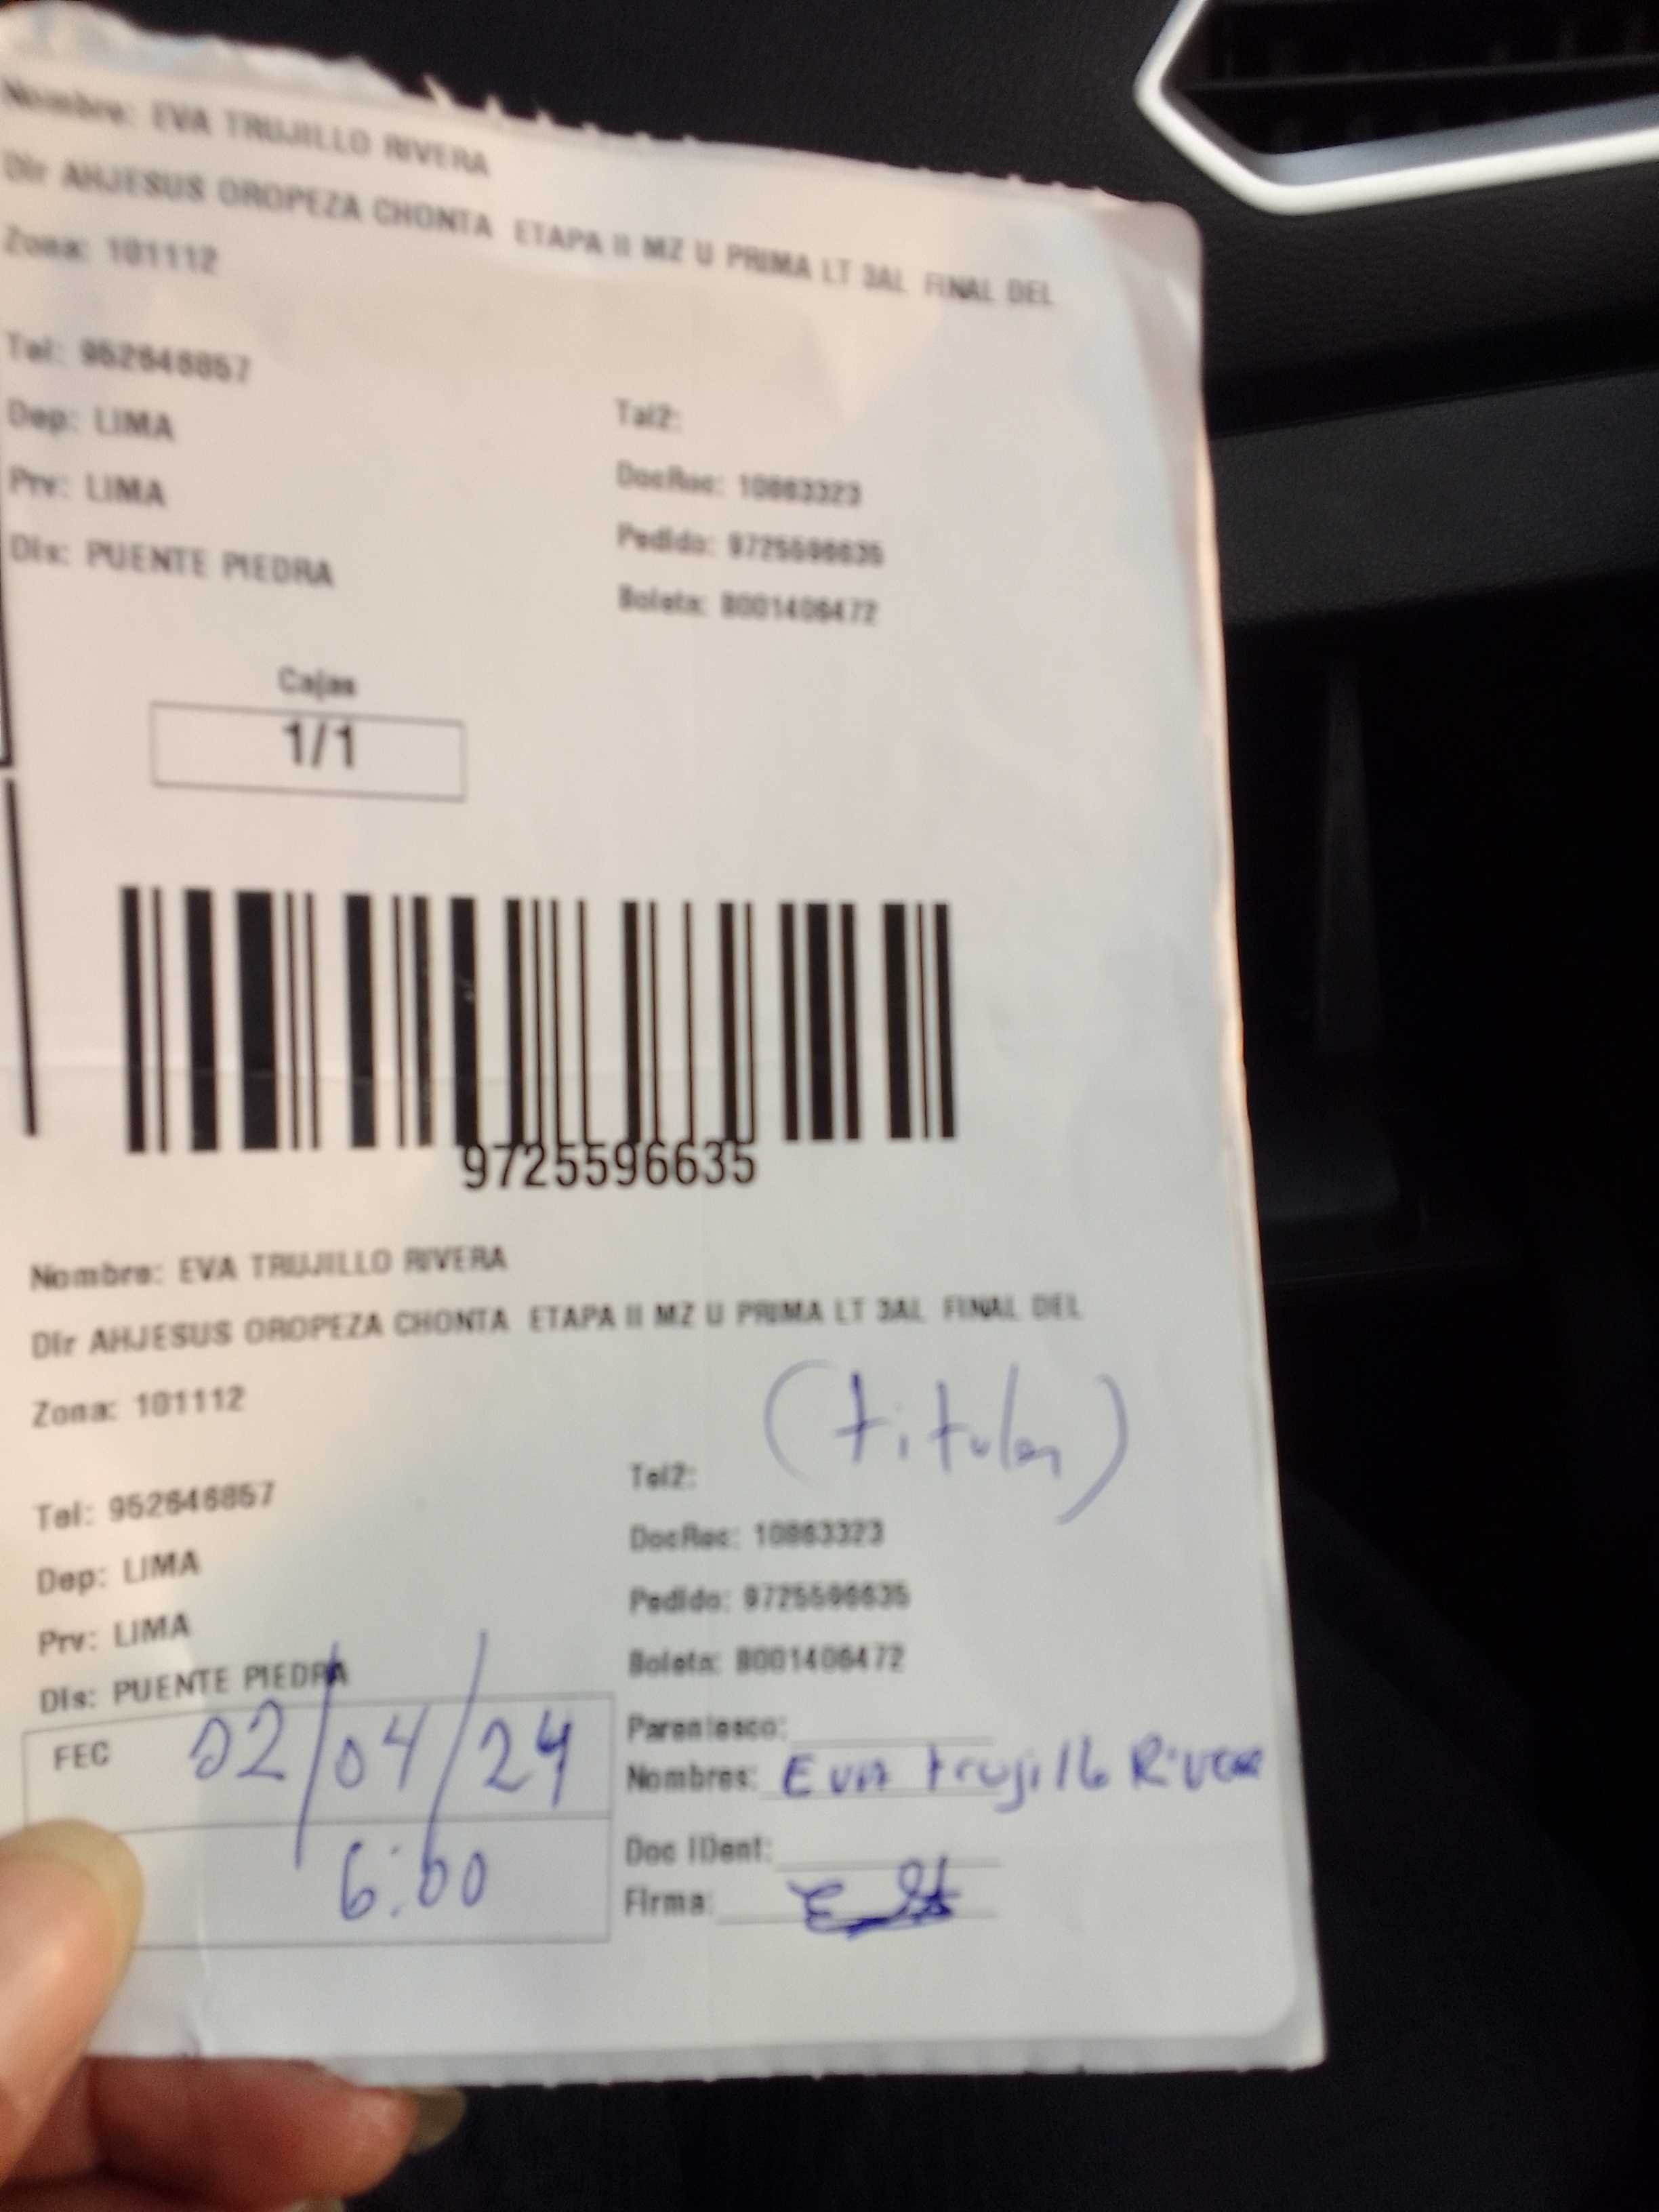 Nombre: EVA TRUJILLO RIVERA
Dir AHJESUS OROPEZA CHONTA ETAPA II MZ U PRIMA LT 3AL FINAL DEL
Zona: 101112
Tel: 952646857
Tel2:
Dep: LIMA
DocRec: 10863323
Prv: LIMA
Pedido: 9725596635
Dis: PUENTE PIEDRA
Boleta: B001406472
Cajas
1/1
9725596635
Nombre: EVA TRUJILLO RIVERA
Dir AHJESUS OROPEZA CHONTA ETAPA II MZ U PRIMA LT 3AL FINAL DEL
Zona: 101112
(titular)
Tel: 952646857
Tel2:
Dep: LIMA
DocRec: 10863323
Prv: LIMA
Pedido: 9725596635
Dis: PUENTE PIEDRA
Boleta: B001406472
FEC 02/04/24
Parentesco:
Nombres: Eva trujillo Rivera
6:00
Doc IDent:
Firma: